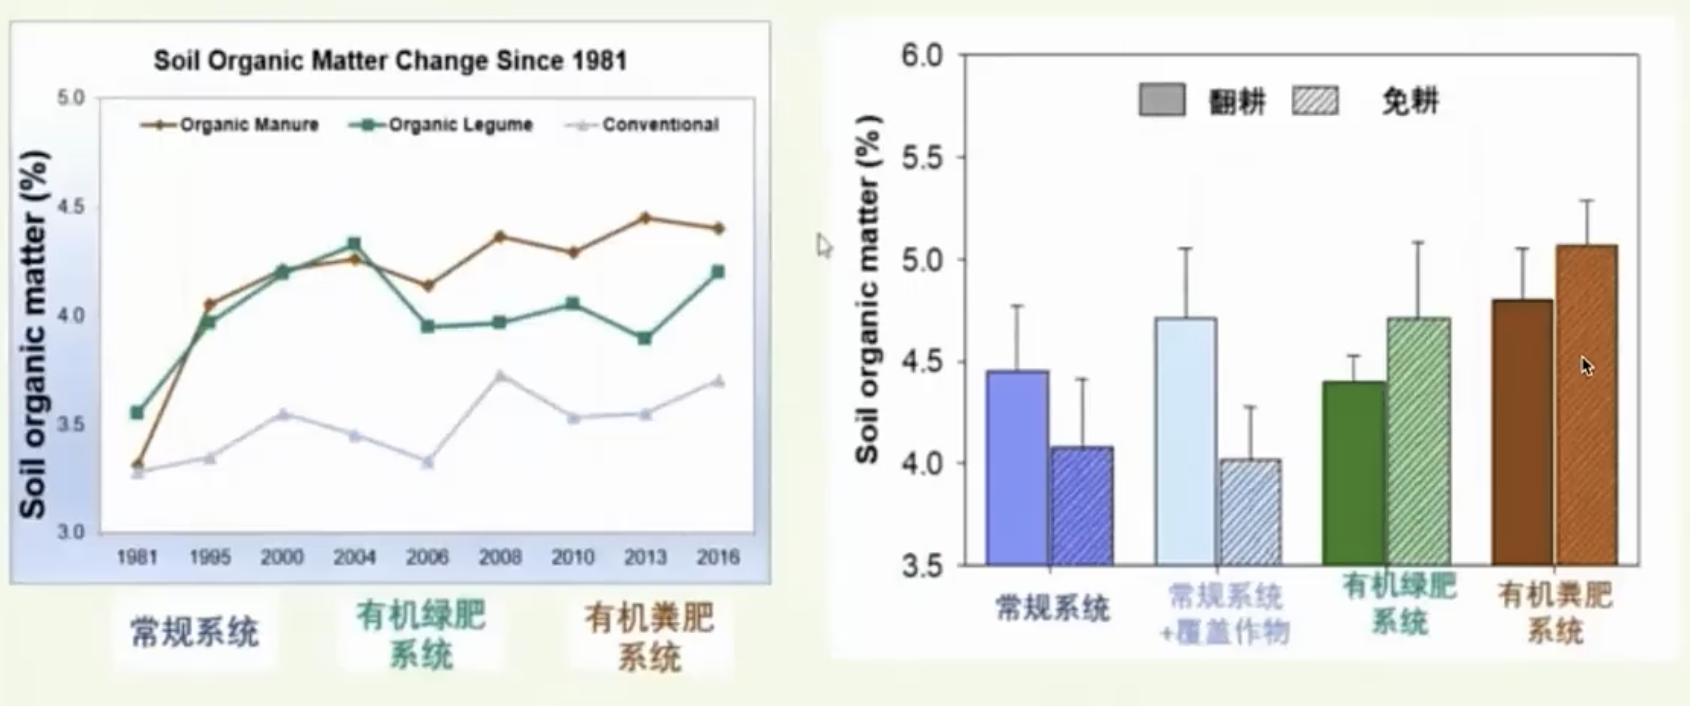 Soil Organic Matter Change Since 1981
Soil organic matter (%)
5.0
4.5
4.0
3.5
3.0
Organic Manure
Organic Legume
Conventional
1981 1995 2000 2004 2006 2008 2010 2013 2016
常规系统
有机绿肥
系统
有机粪肥
系统
Soil organic matter (%)
6.0
5.5
5.0
4.5
4.0
3.5
翻耕
免耕
常规系统
常规系统
+覆盖作物
有机绿肥
系统
有机粪肥
系统